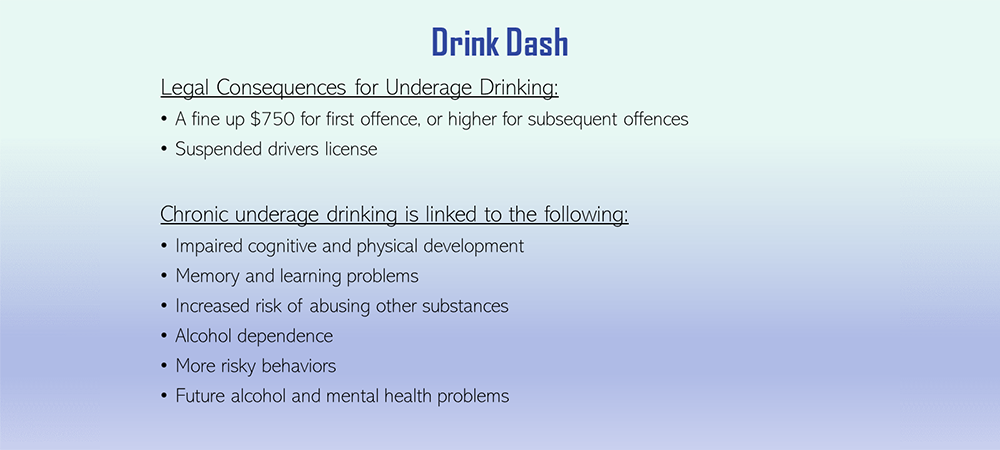 Drink Dash
Legal Consequences for Underage Drinking:
• A fine up $750 for first offence, or higher for subsequent offences
• Suspended drivers license
Chronic underage drinking is linked to the following:
• Impaired cognitive and physical development
• Memory and learning problems
• Increased risk of abusing other substances
• Alcohol dependence
• More risky behaviors
• Future alcohol and mental health problems